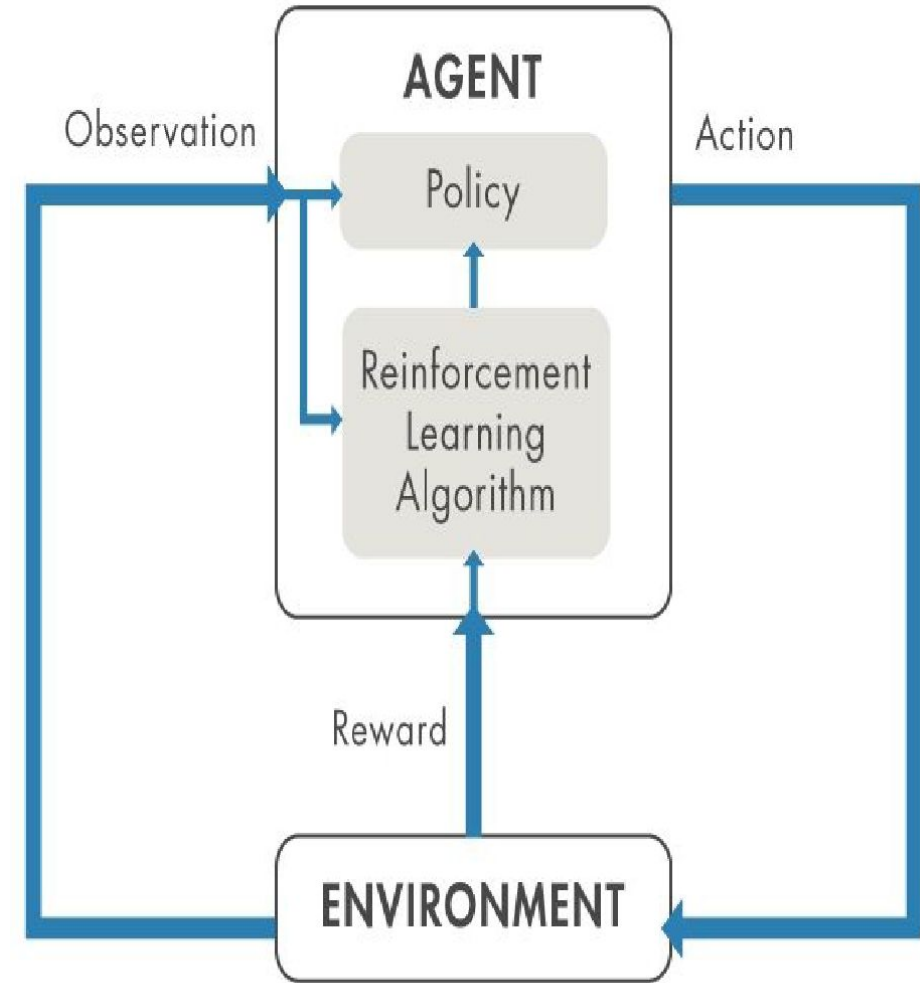 AGENT
Observation
Action
Policy
Reinforcement
Learning
Algorithm
Reward
ENVIRONMENT